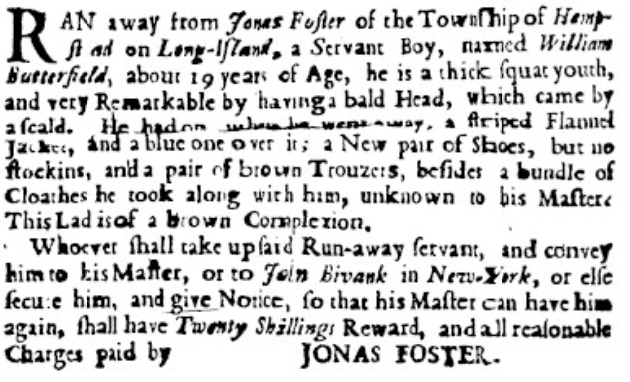 RAN away from Jonas Foſter of the Townſhip of Hemp-
ſtad on Long-Iſland, a Servant Boy, named William
Butterfield, about 19 years of Age, he is a thick ſquat youth,
and very Remarkable by having a bald Head, which came by
a ſcald. He had on when he went away, a ſtriped Flannel
Jacket, and a blue one over it; a New pair of Shoes, but no
ſtockins, and a pair of brown Trouzers, beſides a bundle of
Cloathes he took along with him, unknown to his Maſter:
This Lad is of a brown Complexion.
Whoever ſhall take up ſaid Run-away ſervant, and convey
him to his Maſter, or to John Bivank in New-York, or elſe
ſecure him, and give Notice, ſo that his Maſter can have him
again, ſhall have Twenty Shillings Reward, and all reaſonable
Charges paid by JONAS FOSTER.